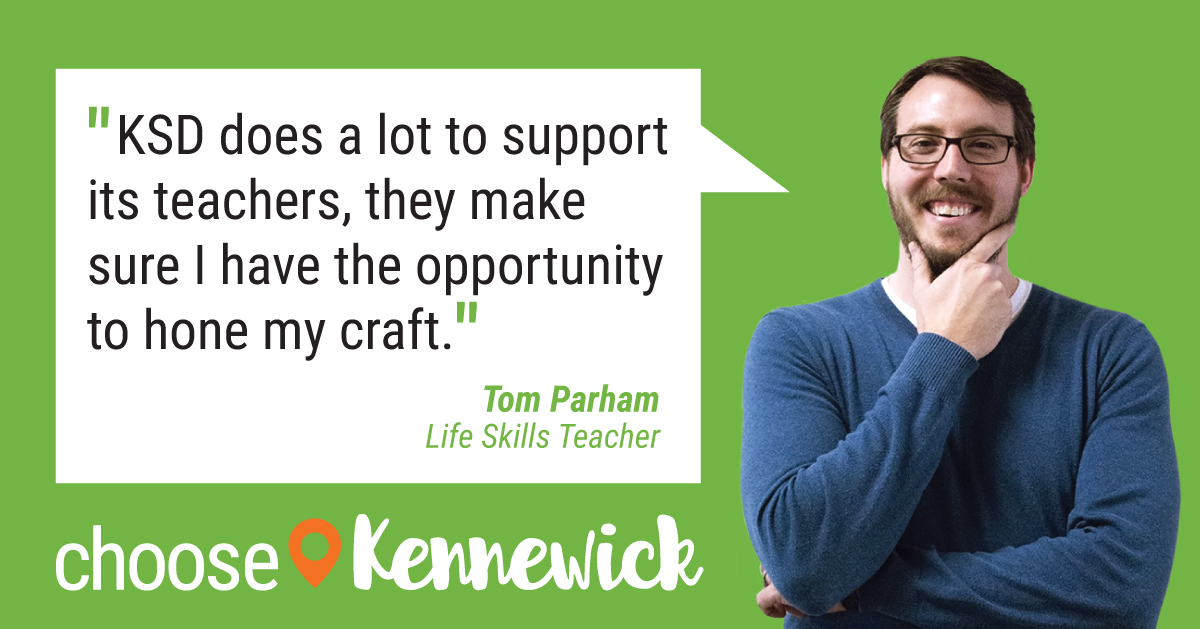 "KSD does a lot to support
its teachers, they make
sure I have the opportunity
to hone my craft."
Tom Parham
Life Skills Teacher
choose Kennewick